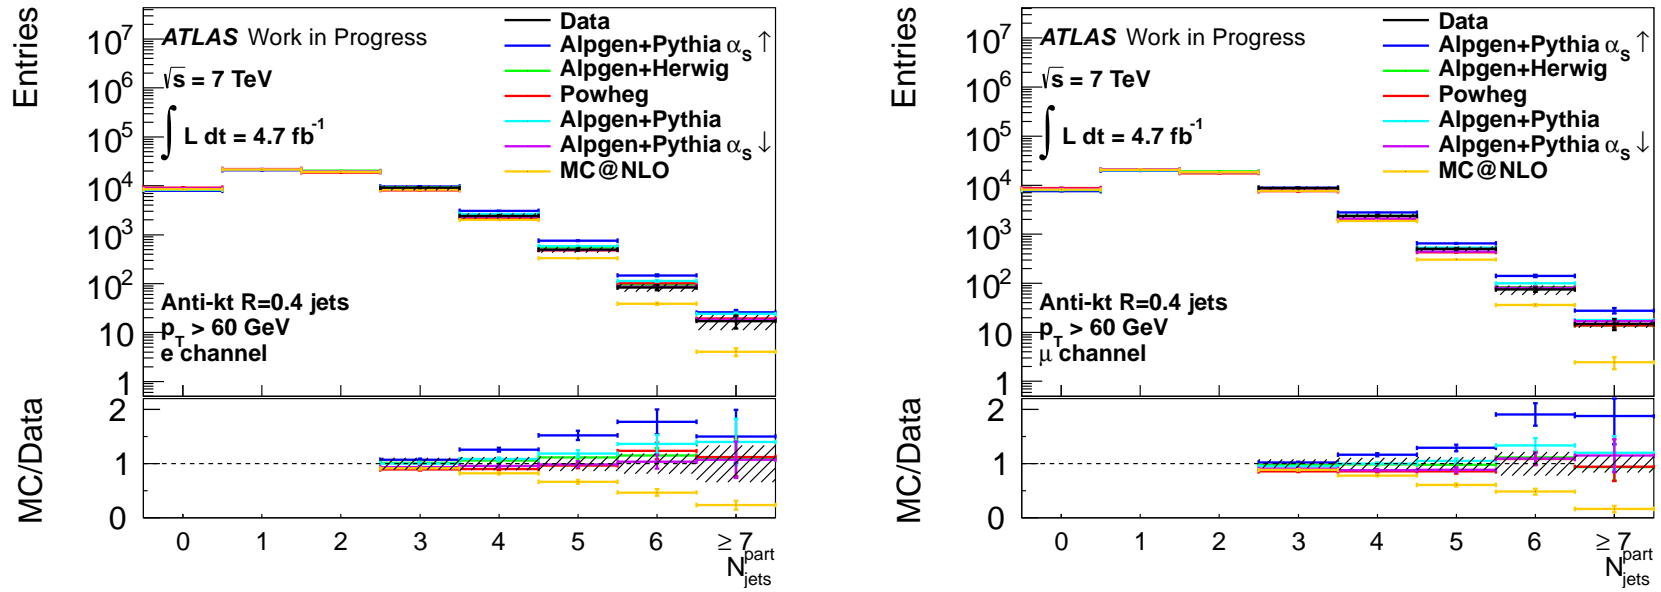 Entries
10⁷
10⁶
10⁵
10⁴
10³
10²
10
1
ATLAS Work in Progress
√s = 7 TeV
∫ L dt = 4.7 fb⁻¹
Data
Alpgen+Pythia αS ↑
Alpgen+Herwig
Powheg
Alpgen+Pythia
Alpgen+Pythia αS ↓
MC@NLO
Anti-kt R=0.4 jets
pT > 60 GeV
e channel
MC/Data
2
1
0
0 1 2 3 4 5 6 ≥ 7
N part jets
Entries
10⁷
10⁶
10⁵
10⁴
10³
10²
10
1
ATLAS Work in Progress
√s = 7 TeV
∫ L dt = 4.7 fb⁻¹
Data
Alpgen+Pythia αS ↑
Alpgen+Herwig
Powheg
Alpgen+Pythia
Alpgen+Pythia αS ↓
MC@NLO
Anti-kt R=0.4 jets
pT > 60 GeV
μ channel
MC/Data
2
1
0
0 1 2 3 4 5 6 ≥ 7
N part jets